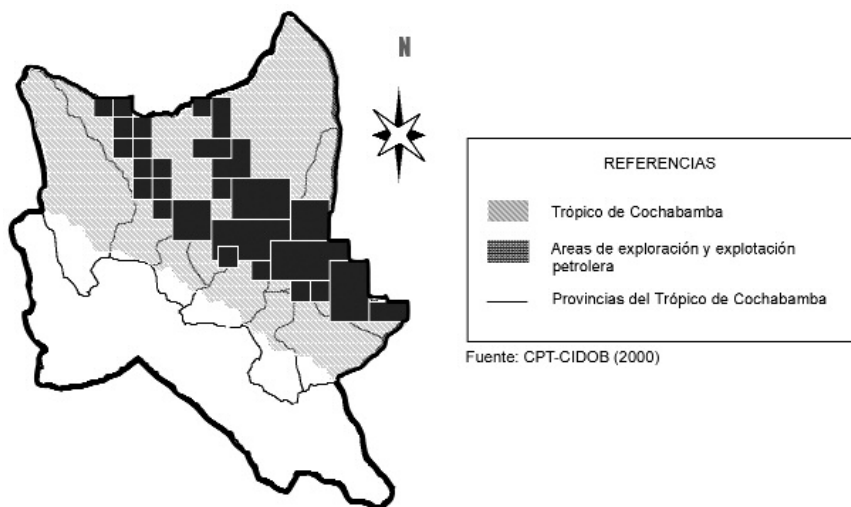 N
REFERENCIAS
Trópico de Cochabamba
Areas de exploración y explotación
petrolera
Provincias del Trópico de Cochabamba
Fuente: CPT-CIDOB (2000)